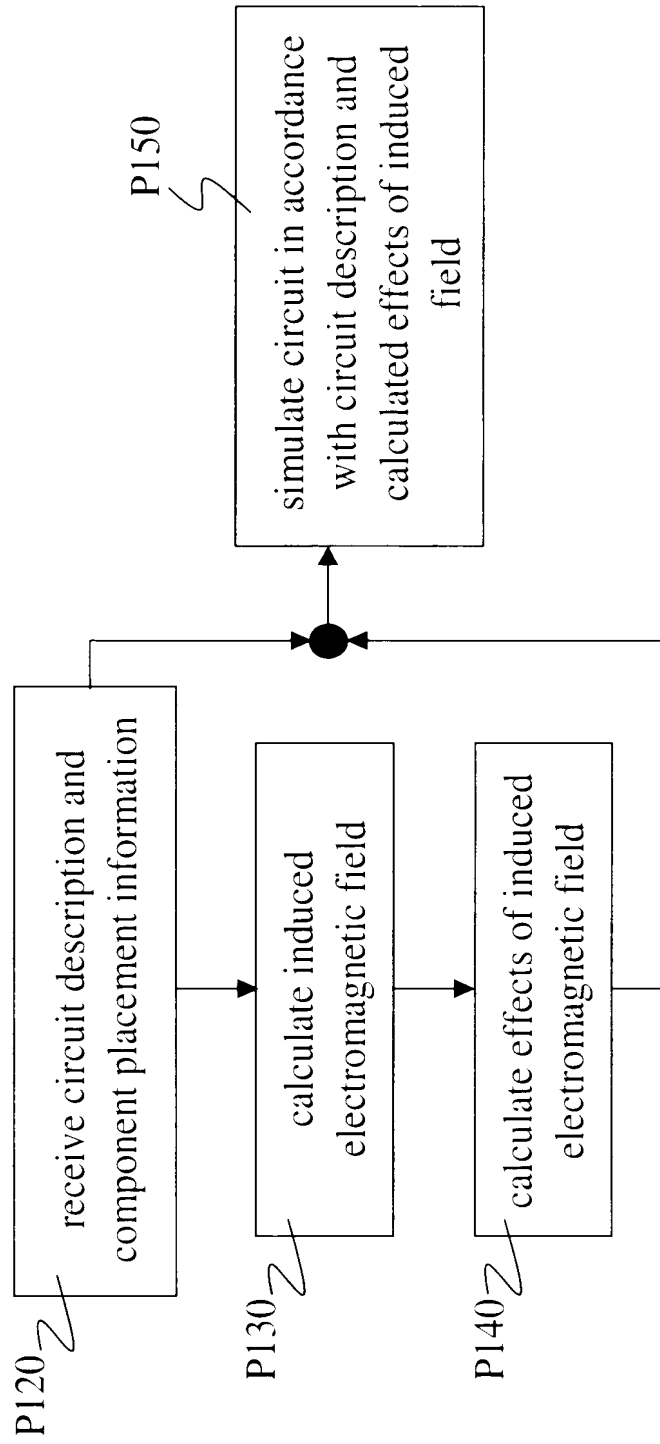 P120
receive circuit description and
component placement information
P130
calculate induced
electromagnetic field
P140
calculate effects of induced
electromagnetic field
P150
simulate circuit in accordance
with circuit description and
calculated effects of induced
field